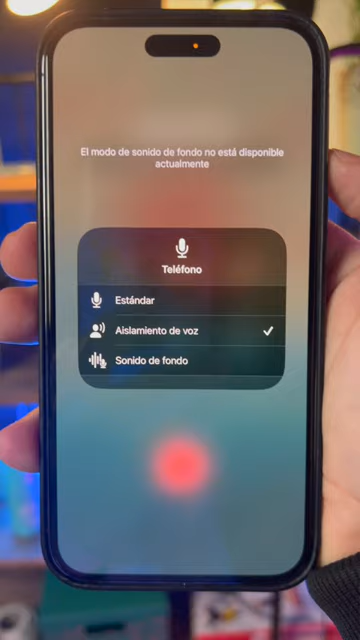 El modo de sonido de fondo no está disponible
actualmente
Teléfono
Estándar
Aislamiento de voz
Sonido de fondo